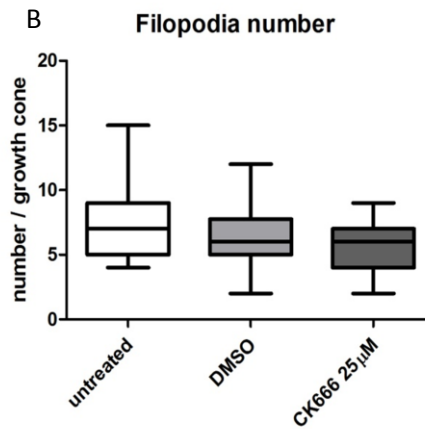 B
Filopodia number
number / growth cone
20
15
10
5
0
untreated
DMSO
CK666 25µM